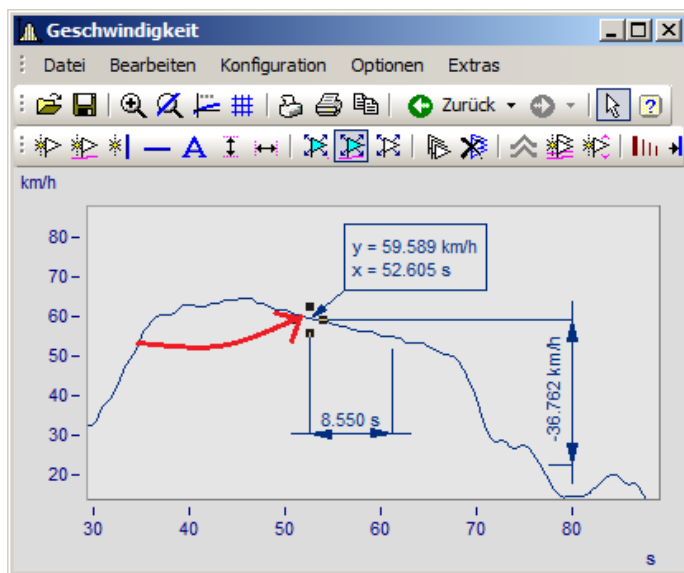 Geschwindigkeit
Datei Bearbeiten Konfiguration Optionen Extras
Zurück
A
km/h
y = 59.589 km/h
x = 52.605 s
80
70
60
50
40
30
20
8.550 s
-36.762 km/h
30 40 50 60 70 80
s